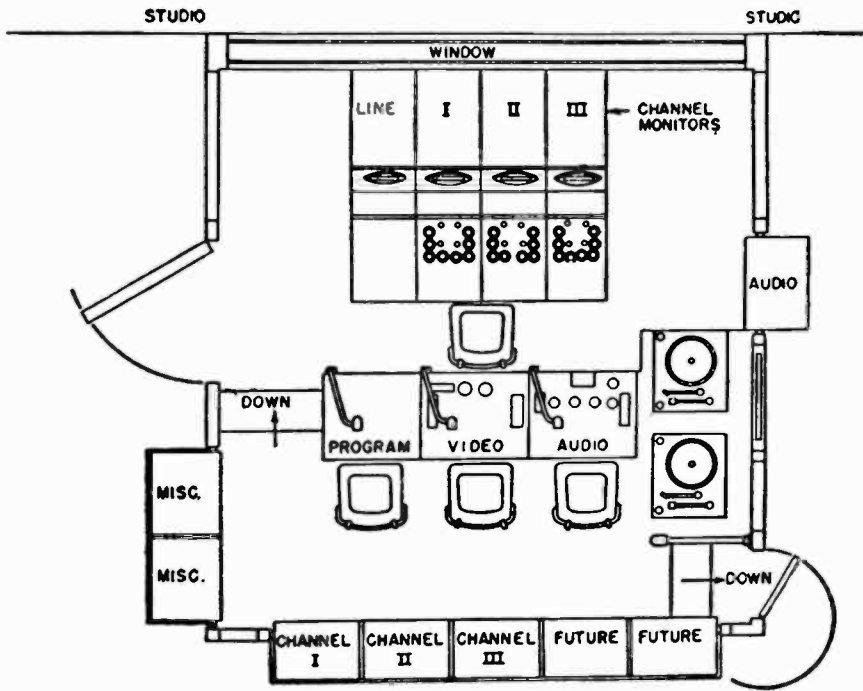 STUDIO STUDIC
WINDOW
LINE I II III CHANNEL
MONITORS
AUDIO
DOWN
PROGRAM VIDEO AUDIO
MISC.
MISC.
DOWN
CHANNEL
I
CHANNEL
II
CHANNEL
III
FUTURE
FUTURE